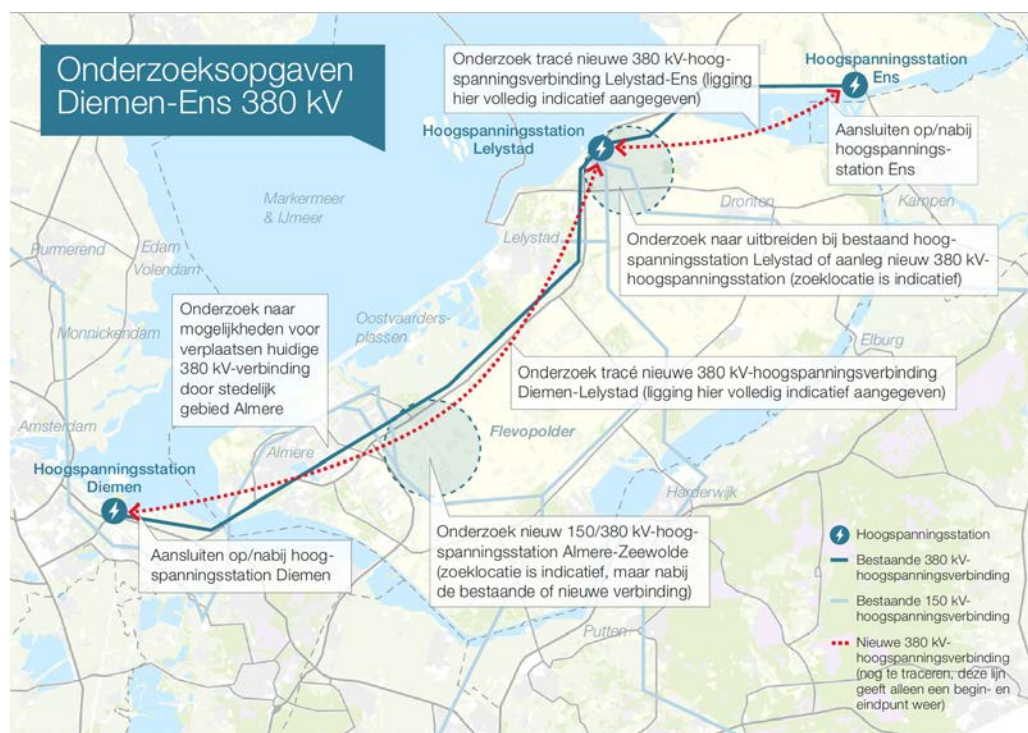 Onderzoeksopgaven
Diemen-Ens 380 kV
Onderzoek tracé nieuwe 380 kV-hoog-
spanningsverbinding Lelystad-Ens (ligging
hier volledig indicatief aangegeven)
Hoogspanningsstation
Ens
Hoogspanningsstation
Lelystad
Aansluiten op/nabij
hoogspannings-
station Ens
Markermeer
& IJmeer
Dronten
Kampen
Purmerend
Edam
Volendam
Lelystad
Onderzoek naar uitbreiden bij bestaand hoog-
spanningsstation Lelystad of aanleg nieuw 380 kV-
hoogspanningsstation (zoeklocatie is indicatief)
Onderzoek naar
mogelijkheden voor
verplaatsen huidige
380 kV-verbinding
door stedelijk
gebied Almere
Monnickendam
Oostvaarders-
plassen
Elburg
Onderzoek tracé nieuwe 380 kV-hoogspanningsverbinding
Diemen-Lelystad (ligging hier volledig indicatief aangegeven)
Amsterdam
Almere
Flevopolder
Hoogspanningsstation
Diemen
Harderwijk
Aansluiten op/nabij hoog-
spanningsstation Diemen
Onderzoek nieuw 150/380 kV-hoog-
spanningsstation Almere-Zeewolde
(zoeklocatie is indicatief, maar nabij
de bestaande of nieuwe verbinding)
Putten
Hoogspanningsstation
Bestaande 380 kV-
hoogspanningsverbinding
Bestaande 150 kV-
hoogspanningsverbinding
Nieuwe 380 kV-
hoogspanningsverbinding
(nog te traceren, deze lijn
geeft alleen een begin- en
eindpunt weer)